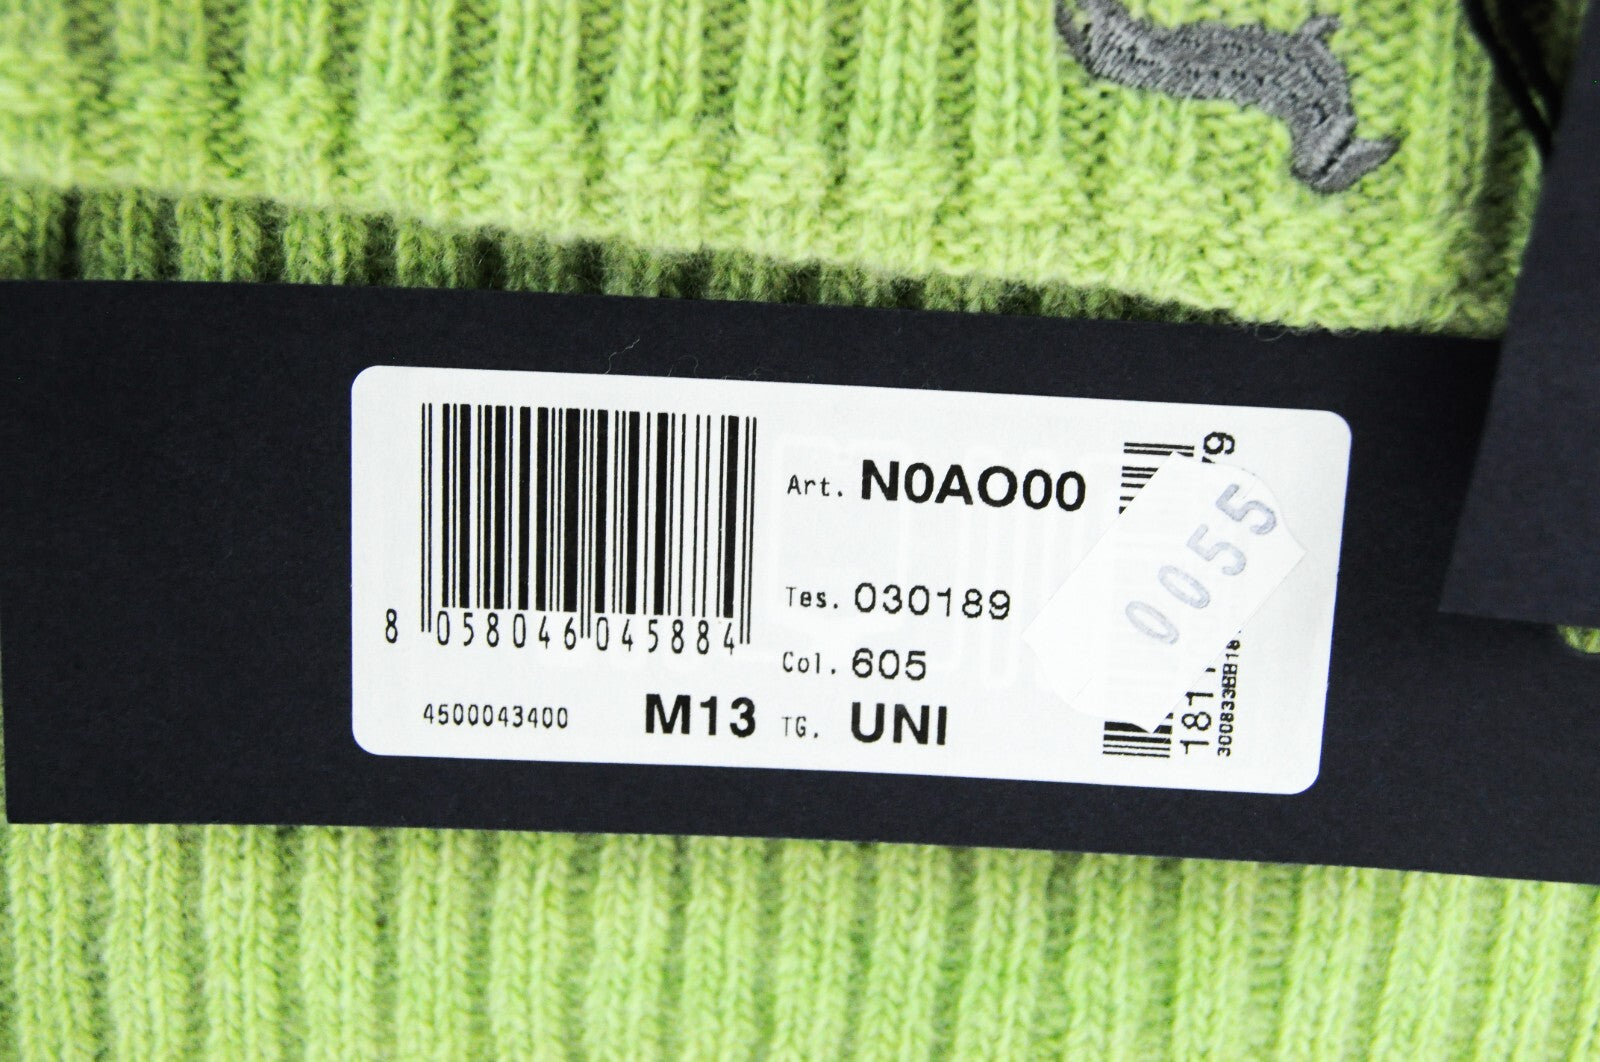 Art. N0AO00
Tes. 030189
Col. 605
8 058046 045884
4500043400 M13 TG. UNI
0055